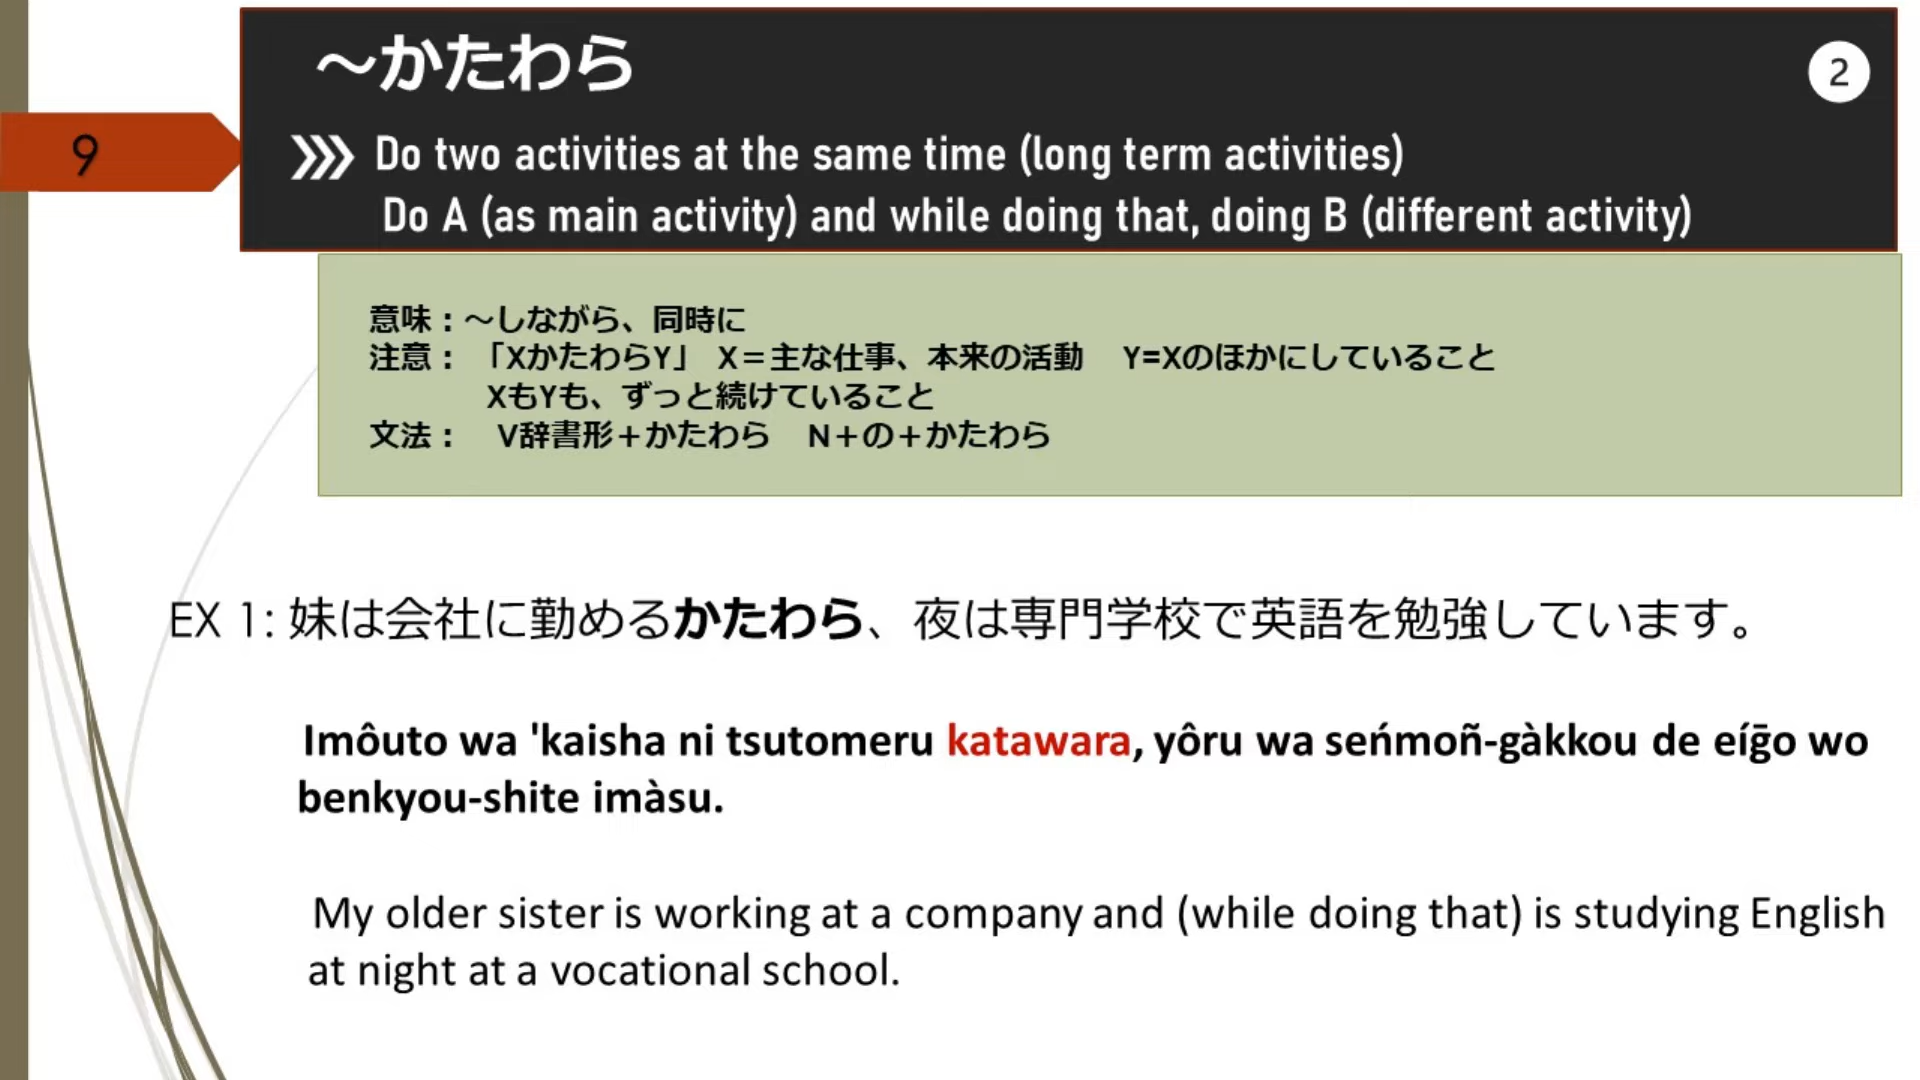 ～かたわら
2
9
Do two activities at the same time (long term activities)
Do A (as main activity) and while doing that, doing B (different activity)
意味：～しながら、同時に
注意： 「XかたわらY」 X＝主な仕事、本来の活動 Y=Xのほかにしていること
XもYも、ずっと続けていること
文法： V辞書形＋かたわら N＋の＋かたわら
EX 1: 妹は会社に勤めるかたわら、夜は専門学校で英語を勉強しています。
Imôuto wa 'kaisha ni tsutomeru katawara, yôru wa seńmoñ-gàkkou de eíḡo wo
benkyou-shite imàsu.
My older sister is working at a company and (while doing that) is studying English
at night at a vocational school.